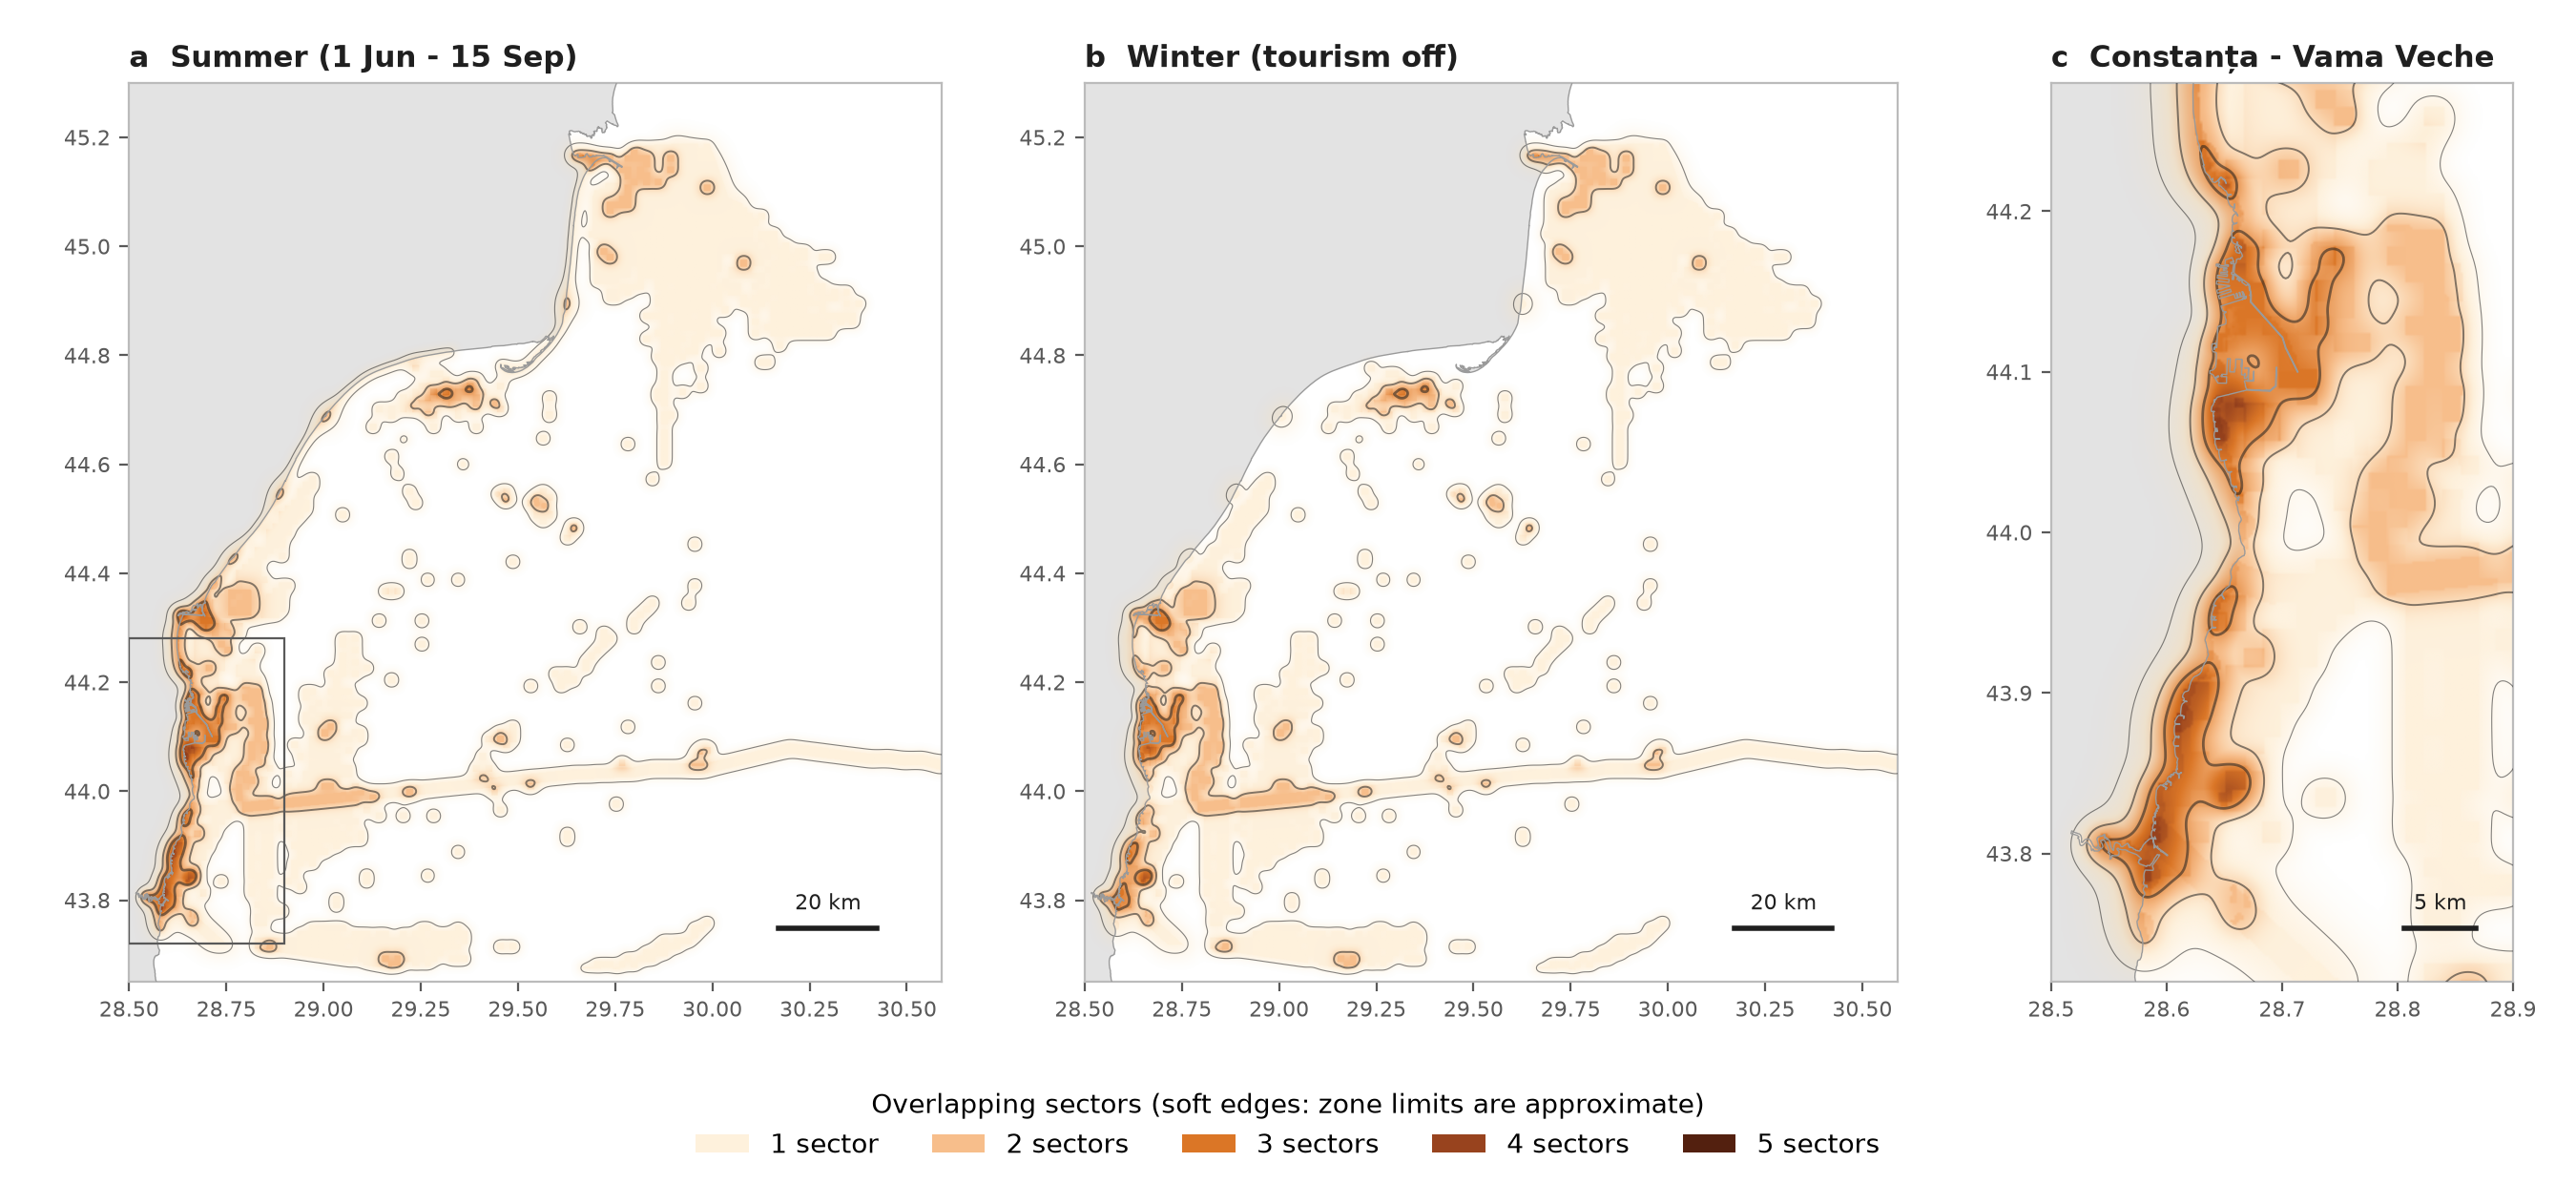 a Summer (1 Jun - 15 Sep)
45.2
45.0
44.8
44.6
44.4
44.2
44.0
43.8
28.50 28.75 29.00 29.25 29.50 29.75 30.00 30.25 30.50
20 km
b Winter (tourism off)
45.2
45.0
44.8
44.6
44.4
44.2
44.0
43.8
28.50 28.75 29.00 29.25 29.50 29.75 30.00 30.25 30.50
20 km
c Constanța - Vama Veche
44.2
44.1
44.0
43.9
43.8
28.5 28.6 28.7 28.8 28.9
5 km
Overlapping sectors (soft edges: zone limits are approximate)
1 sector 2 sectors 3 sectors 4 sectors 5 sectors